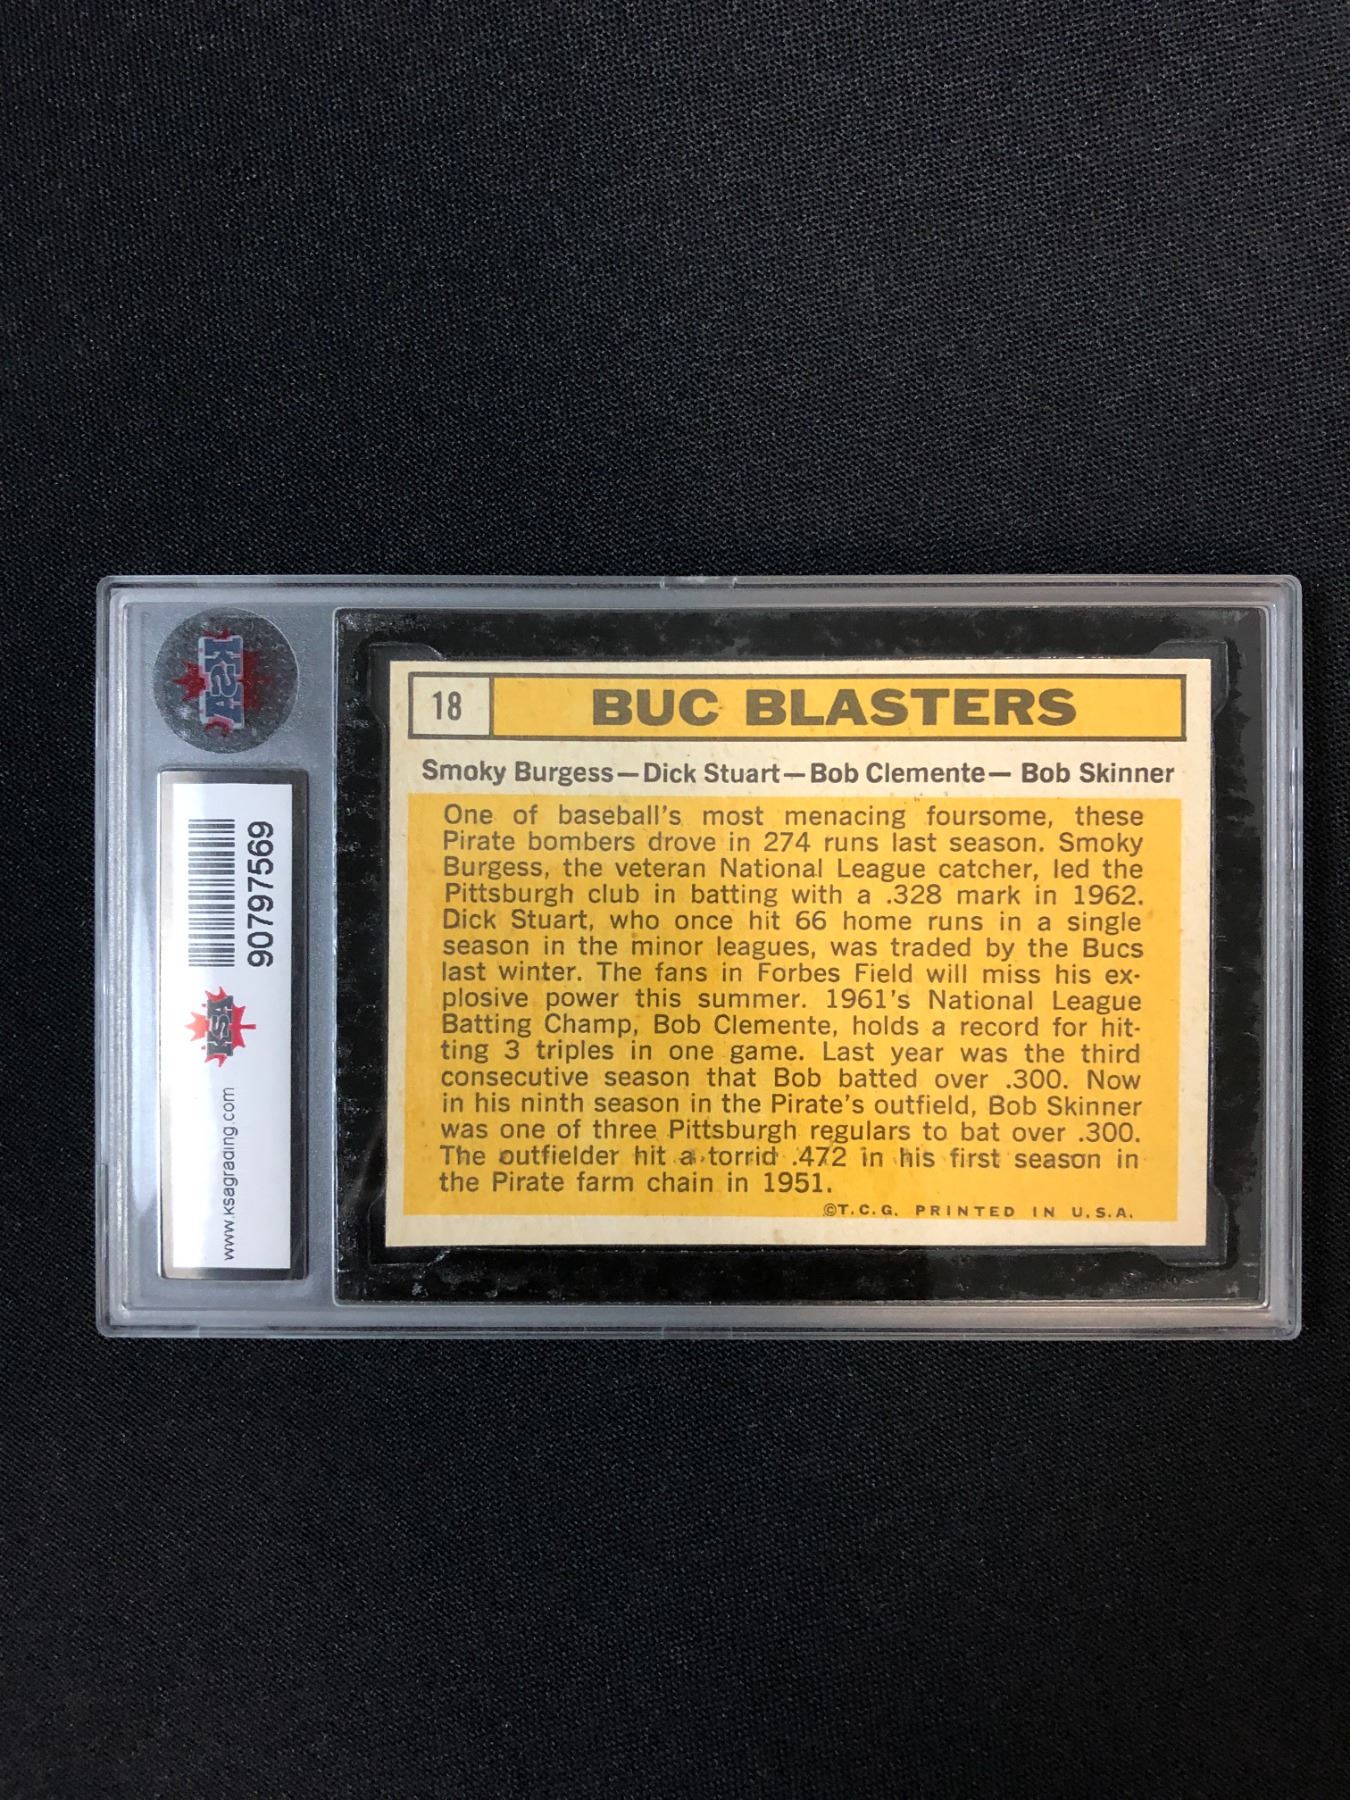 KSA
907797569
KSA
www.ksagrading.com
18
BUC BLASTERS
Smoky Burgess—Dick Stuart—Bob Clemente— Bob Skinner
One of baseball's most menacing foursome, these
Pirate bombers drove in 274 runs last season. Smoky
Burgess, the veteran National League catcher, led the
Pittsburgh club in batting with a .328 mark in 1962.
Dick Stuart, who once hit 66 home runs in a single
season in the minor leagues, was traded by the Bucs
last winter. The fans in Forbes Field will miss his ex-
plosive power this summer. 1961's National League
Batting Champ, Bob Clemente, holds a record for hit-
ting 3 triples in one game. Last year was the third
consecutive season that Bob batted over .300. Now
in his ninth season in the Pirate's outfield, Bob Skinner
was one of three Pittsburgh regulars to bat over .300.
The outfielder hit a torrid .472 in his first season in
the Pirate farm chain in 1951.
©T.C.G. PRINTED IN U.S.A.